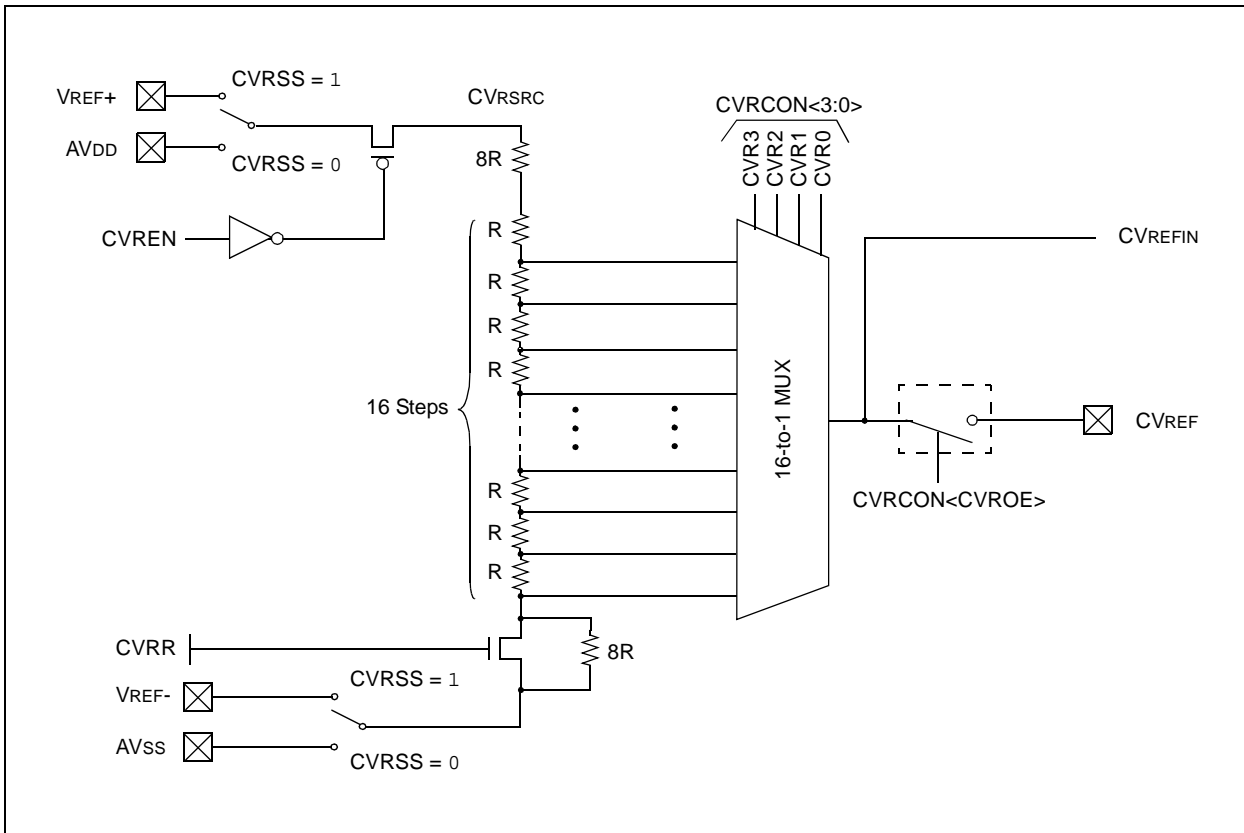 VREF+
CVRSS = 1
AVDD
CVRSS = 0
CVREN
CVRSRC
8R
R
R
R
R
16 Steps
R
R
R
CVRCON<3:0>
CVR3
CVR2
CVR1
CVR0
16-to-1 MUX
CVREFIN
CVREF
CVRCON<CVROE>
CVRR
8R
VREF-
CVRSS = 1
AVSS
CVRSS = 0